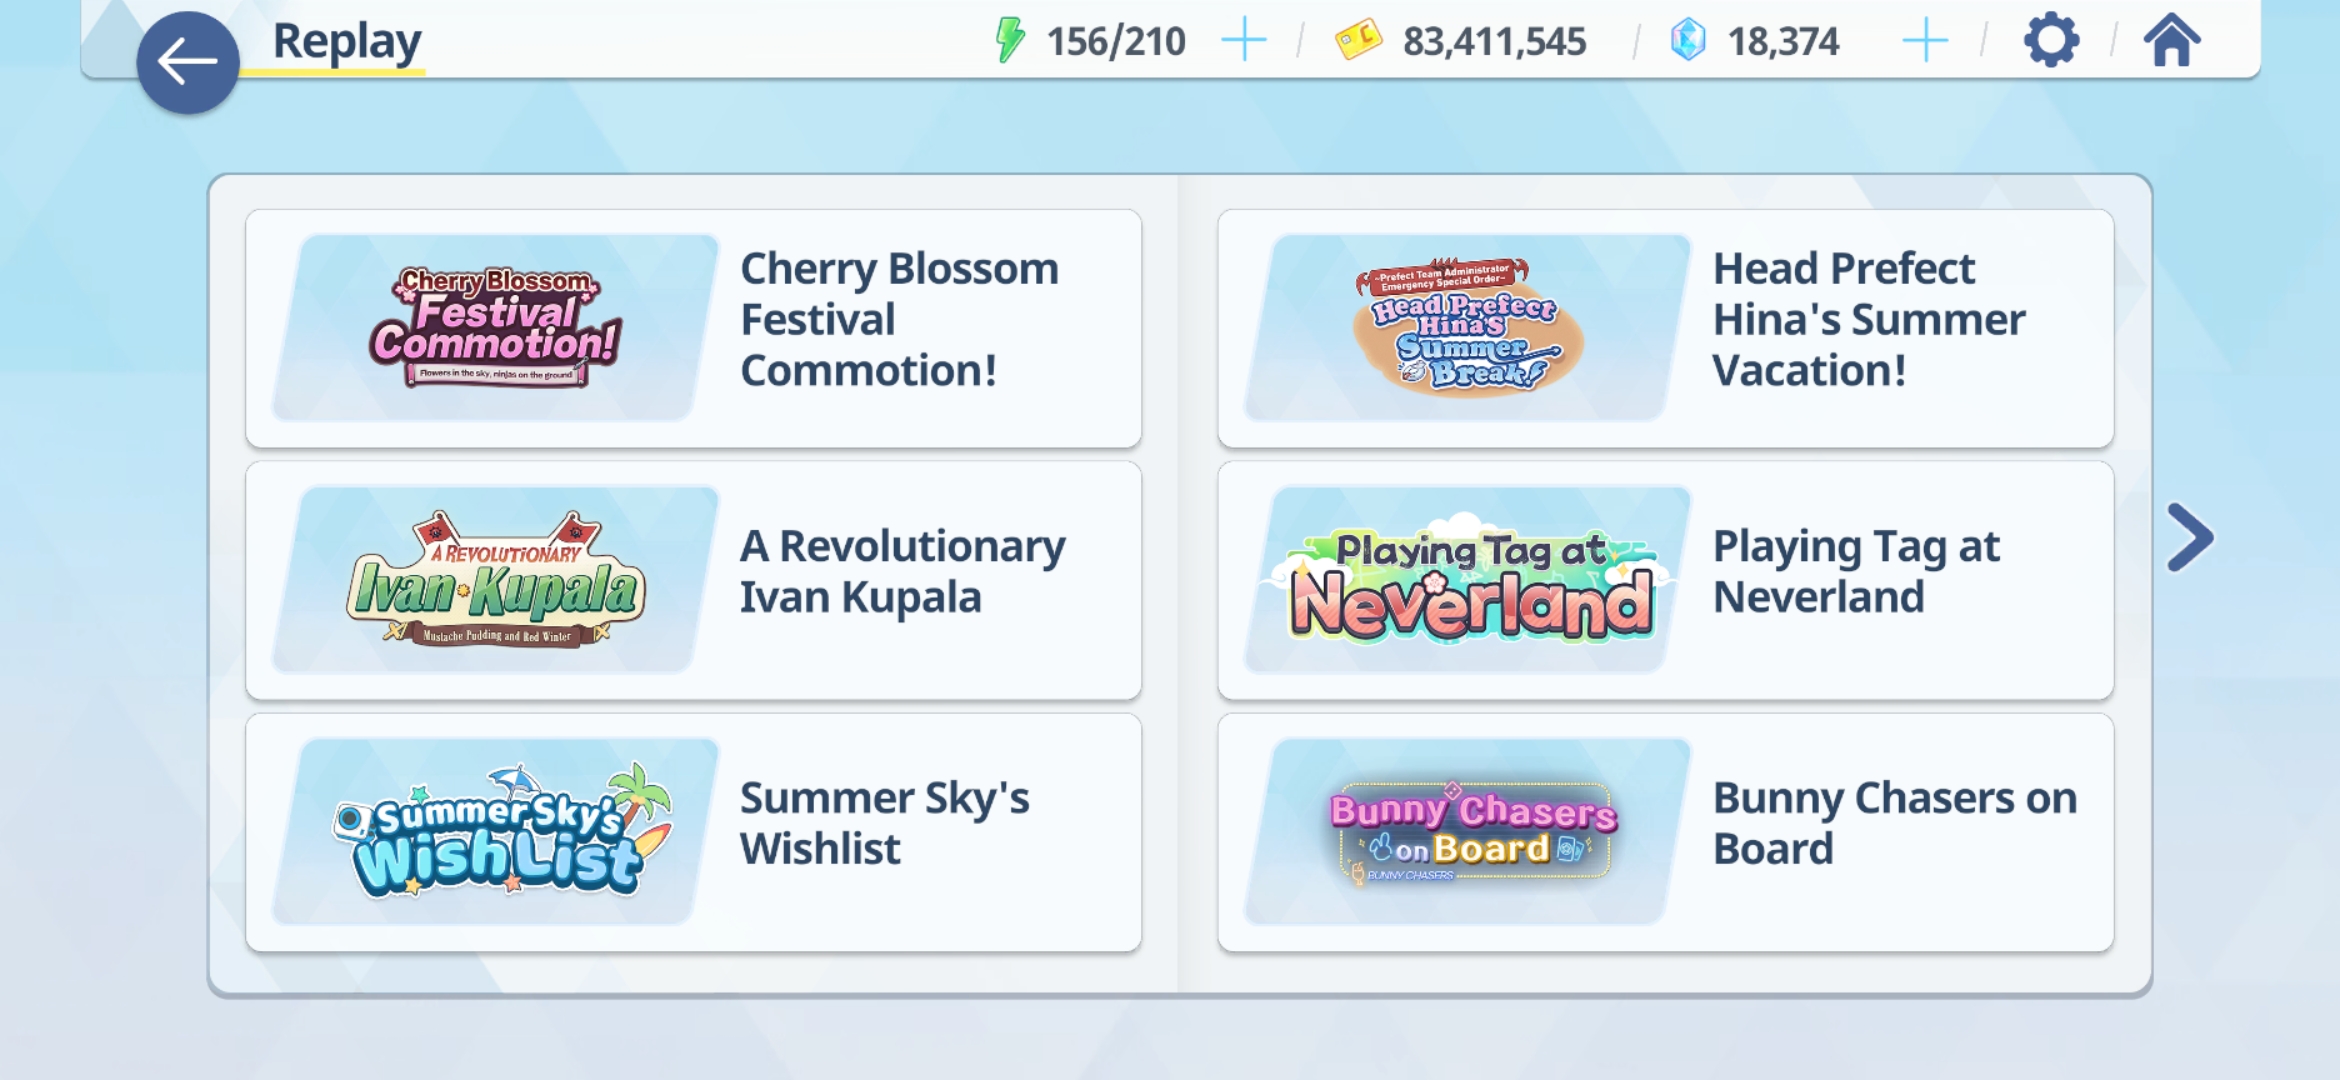 Replay
156/210
83,411,545
18,374
Cherry Blossom
Festival
Commotion!
Flowers in the sky, ninjas on the ground
Cherry Blossom
Festival
Commotion!
~Prefect Team Administrator
Emergency Special Order~
Head Prefect
Hina's
Summer
Break!
Head Prefect
Hina's Summer
Vacation!
A REVOLUTIONARY
Ivan Kupala
Mustache Pudding and Red Winter
A Revolutionary
Ivan Kupala
Playing Tag at
Neverland
Playing Tag at
Neverland
Summer Sky's
WishList
Summer Sky's
Wishlist
Bunny Chasers
on Board
BUNNY CHASERS
Bunny Chasers on
Board